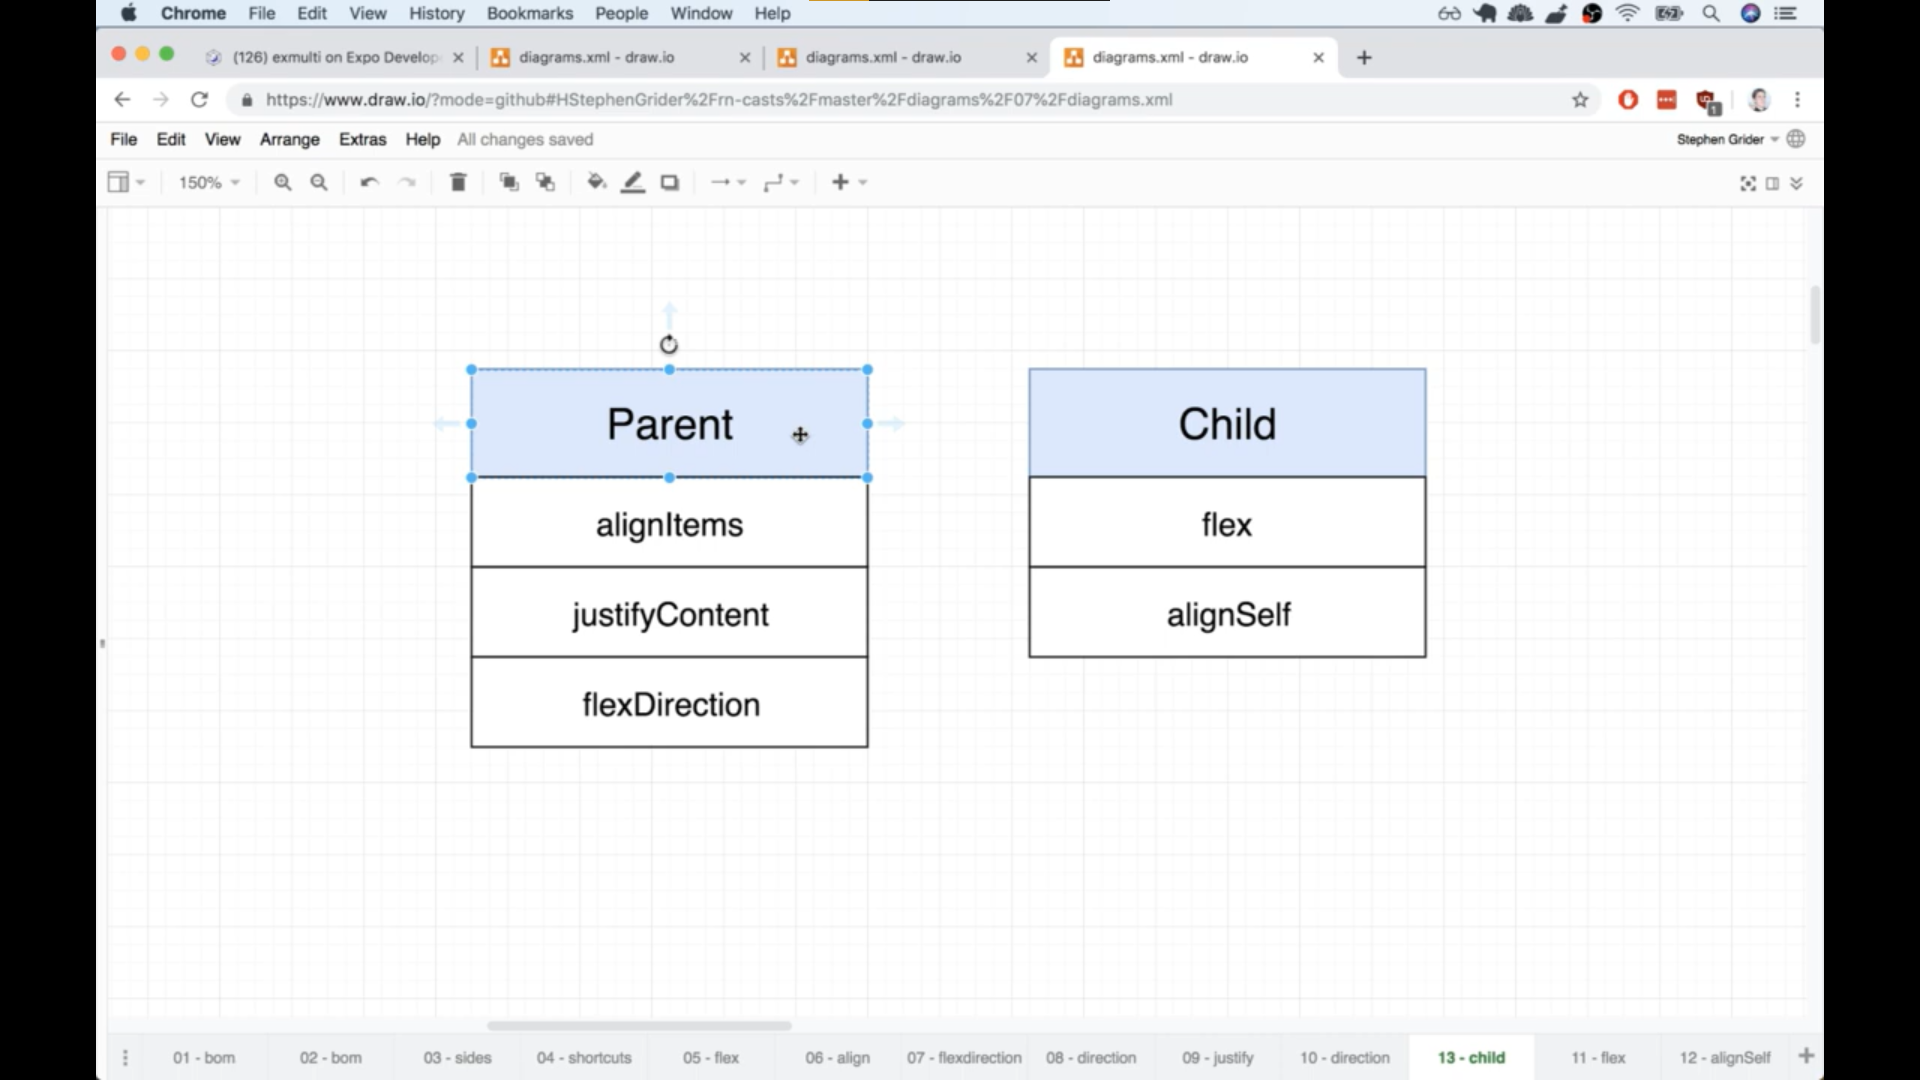 Chrome File Edit View History Bookmarks People Window Help
(126) exmulti on Expo Develop
diagrams.xml - draw.io
diagrams.xml - draw.io
diagrams.xml - draw.io
https://www.draw.io/?mode=github#HStephenGrider%2Frn-casts%2Fmaster%2Fdiagrams%2F07%2Fdiagrams.xml
1
File Edit View Arrange Extras Help All changes saved
Stephen Grider
150%
Parent
alignItems
justifyContent
flexDirection
Child
flex
alignSelf
01 - bom 02 - bom 03 - sides 04 - shortcuts 05 - flex 06 - align 07 - flexdirection 08 - direction 09 - justify 10 - direction 13 - child 11 - flex 12 - alignSelf